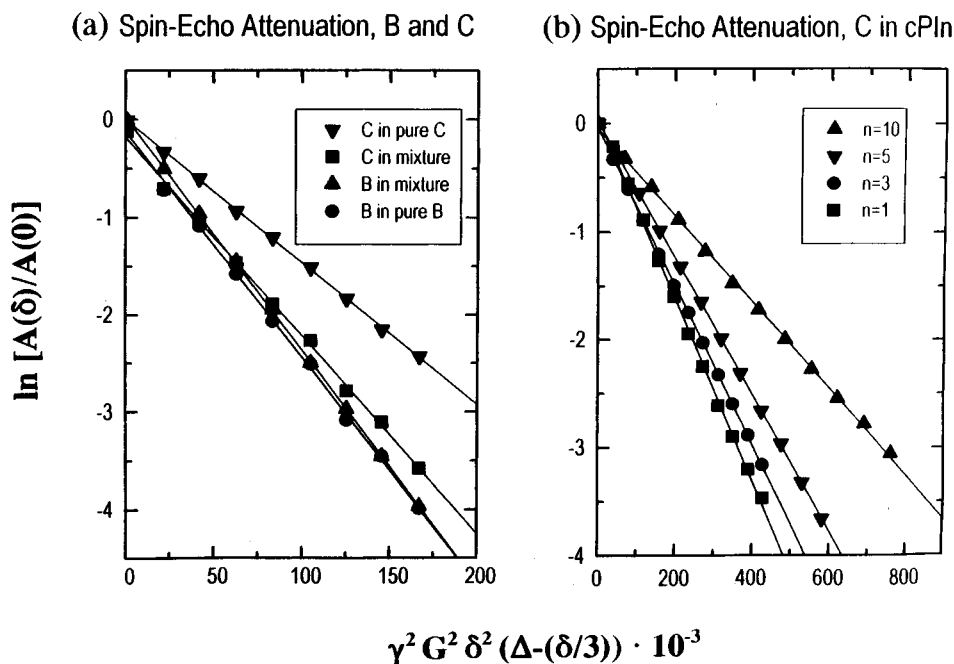 (a) Spin-Echo Attenuation, B and C
(b) Spin-Echo Attenuation, C in cPIn
ln [A(δ)/A(0)]
0
-1
-2
-3
-4
C in pure C
C in mixture
B in mixture
B in pure B
0 50 100 150 200
0
-1
-2
-3
-4
n=10
n=5
n=3
n=1
0 200 400 600 800
γ² G² δ² (Δ-(δ/3)) · 10⁻³